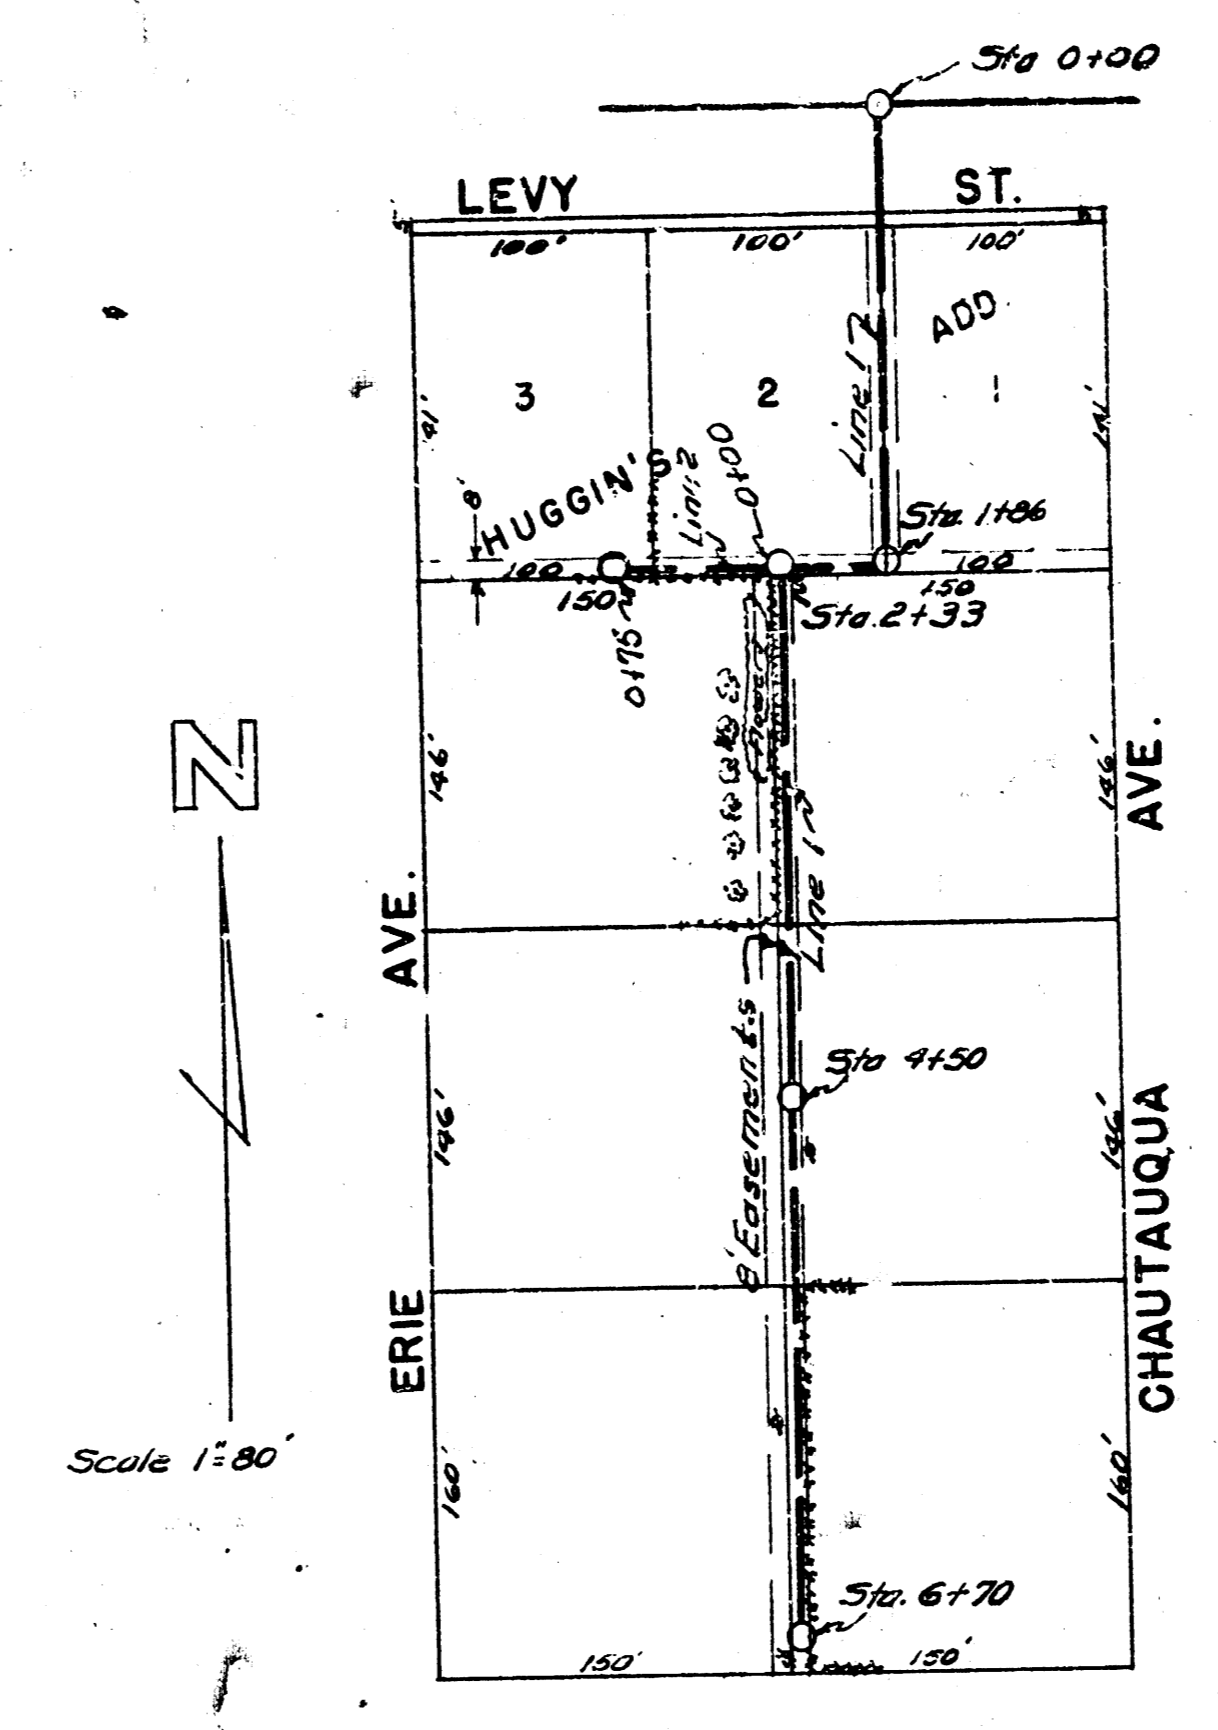 Sta 0+00
LEVY ST.
100' 100' 100'
ADD.
Line 1
3 2 1
41' 141'
HUGGIN'S
Line 2
0+00
8'
Sta. 1+86
100 100
150 150
Sta. 2+33
0+75
flower
N
146' 146'
AVE.
AVE.
Line 1
8' Easements
Sta 4+50
146' 146'
ERIE
CHAUTAUQUA
Scale 1"=80'
160' 160'
Sta. 6+70
150' 150'